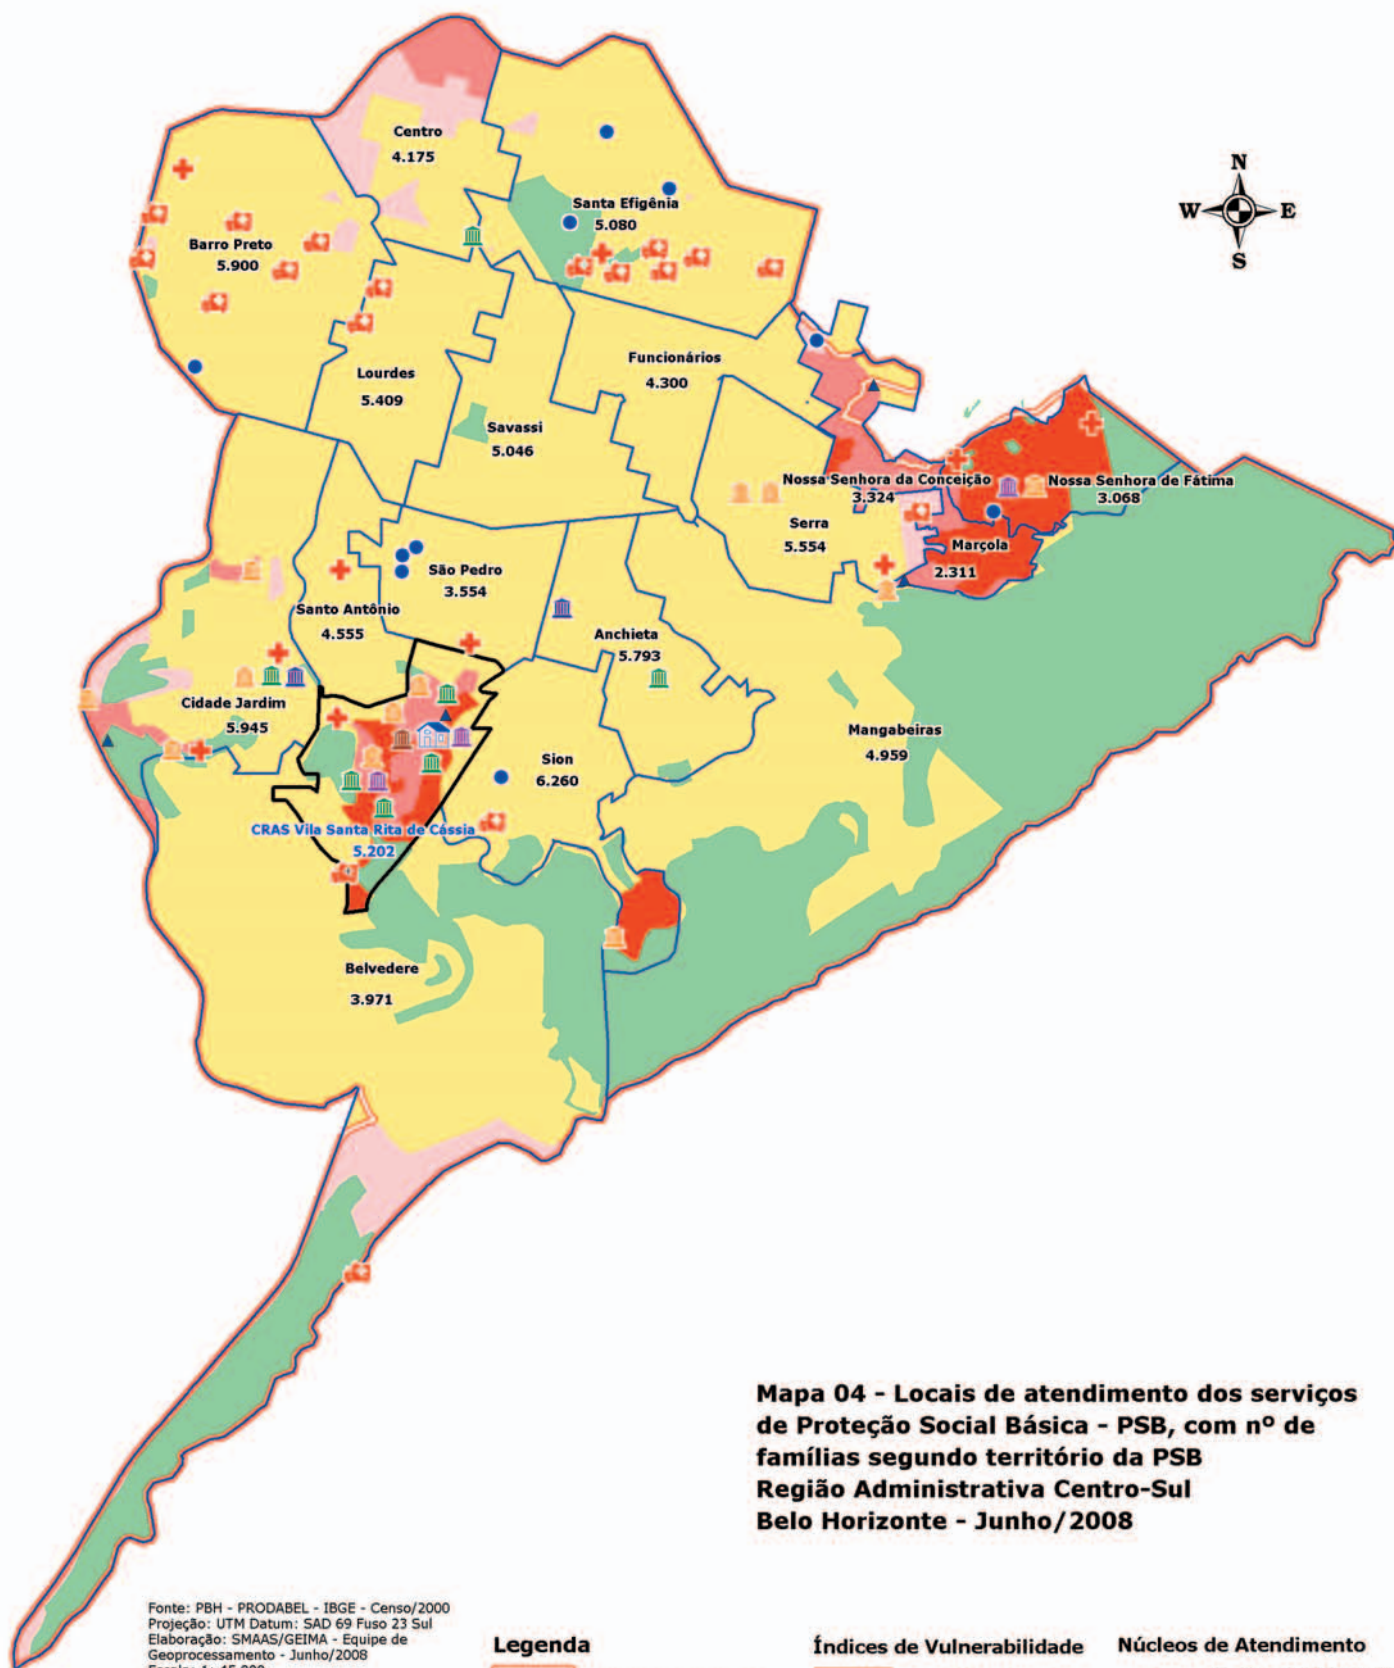 Centro
4.175
N
W
E
S
Santa Efigênia
5.080
Barro Preto
5.900
Funcionários
4.300
Lourdes
5.409
Savassi
5.046
Nossa Senhora da Conceição
3.324
Nossa Senhora de Fátima
3.068
Serra
5.554
Marçola
2.311
São Pedro
3.554
Santo Antônio
4.555
Anchieta
5.793
Cidade Jardim
5.945
Mangabeiras
4.959
Sion
6.260
CRAS Vila Santa Rita de Cássia
5.202
Belvedere
3.971
Mapa 04 - Locais de atendimento dos serviços
de Proteção Social Básica - PSB, com nº de
famílias segundo território da PSB
Região Administrativa Centro-Sul
Belo Horizonte - Junho/2008
Fonte: PBH - PRODABEL - IBGE - Censo/2000
Projeção: UTM Datum: SAD 69 Fuso 23 Sul
Elaboração: SMAAS/GEIMA - Equipe de
Geoprocessamento - Junho/2008
Legenda
Índices de Vulnerabilidade
Núcleos de Atendimento